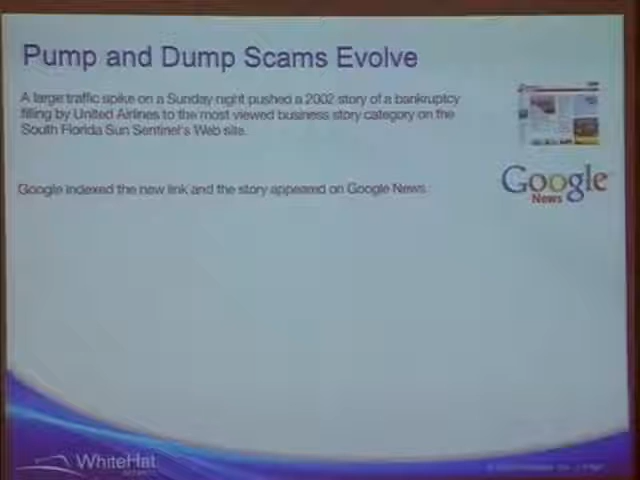 Pump and Dump Scams Evolve
A large traffic spike on a Sunday night pushed a 2002 story of a bankruptcy
filling by United Airlines to the most viewed business story category on the
South Florida Sun Sentinel's Web site.
Google indexed the new link and the story appeared on Google News.
Google
News
WhiteHat